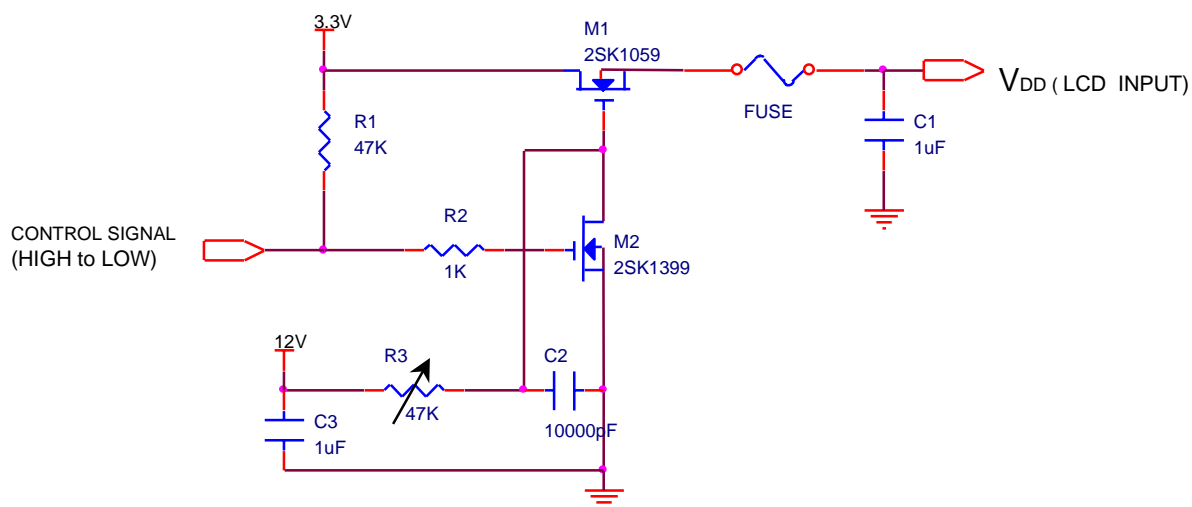 3.3V
M1
2SK1059
FUSE
VDD ( LCD INPUT)
R1
47K
C1
1uF
CONTROL SIGNAL
(HIGH to LOW)
R2
1K
M2
2SK1399
12V
R3
47K
C2
10000pF
C3
1uF